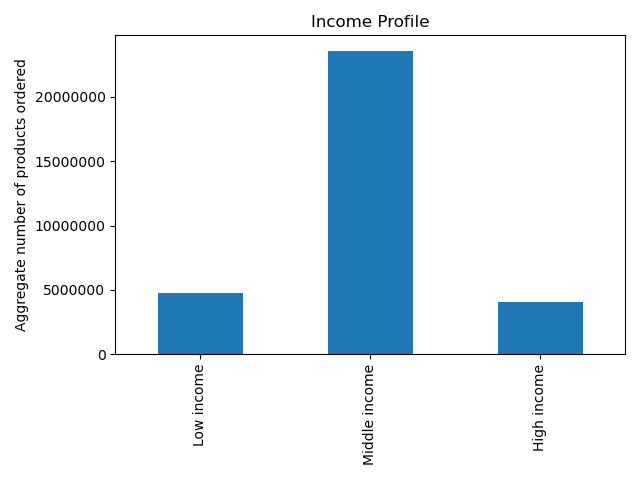 Income Profile
Aggregate number of products ordered
20000000
15000000
10000000
5000000
0
Low income
Middle income
High income